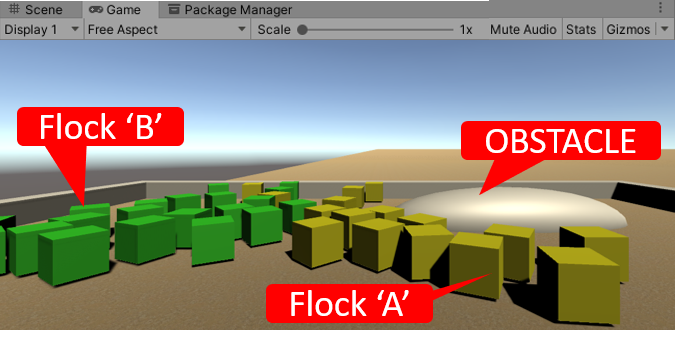 Scene Game Package Manager
Display 1 Free Aspect Scale 1x Mute Audio Stats Gizmos
Flock ‘B’
OBSTACLE
Flock ‘A’